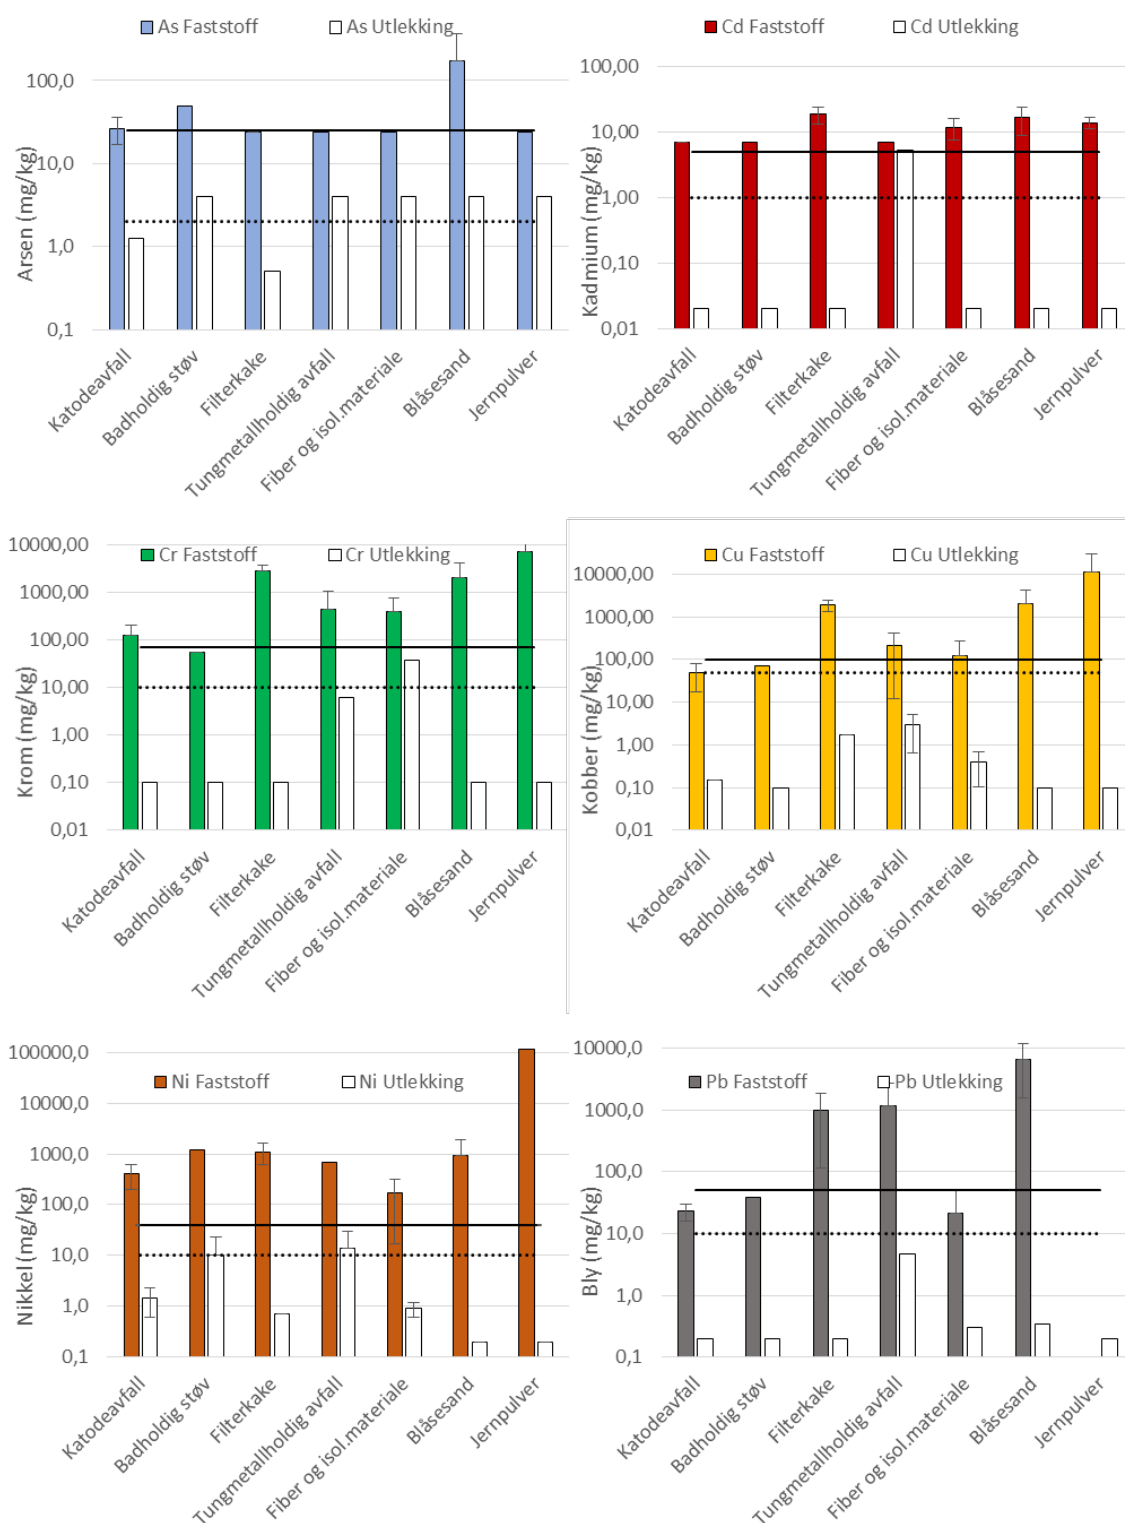 As Faststoff As Utlekking
Arsen (mg/kg)
100,0
10,0
1,0
0,1
Katodeavfall
Badholdig støv
Filterkake
Tungmetallholdig avfall
Fiber og isol.materiale
Blåsesand
Jernpulver
Cd Faststoff Cd Utlekking
Kadmium (mg/kg)
100,00
10,00
1,00
0,10
0,01
Katodeavfall
Badholdig støv
Filterkake
Tungmetallholdig avfall
Fiber og isol.materiale
Blåsesand
Jernpulver
Cr Faststoff Cr Utlekking
Krom (mg/kg)
10000,00
1000,00
100,00
10,00
1,00
0,10
0,01
Katodeavfall
Badholdig støv
Filterkake
Tungmetallholdig avfall
Fiber og isol.materiale
Blåsesand
Jernpulver
Cu Faststoff Cu Utlekking
Kobber (mg/kg)
10000,00
1000,00
100,00
10,00
1,00
0,10
0,01
Katodeavfall
Badholdig støv
Filterkake
Tungmetallholdig avfall
Fiber og isol.materiale
Blåsesand
Jernpulver
Ni Faststoff Ni Utlekking
Nikkel (mg/kg)
100000,0
10000,0
1000,0
100,0
10,0
1,0
0,1
Katodeavfall
Badholdig støv
Filterkake
Tungmetallholdig avfall
Fiber og isol.materiale
Blåsesand
Jernpulver
Pb Faststoff Pb Utlekking
Bly (mg/kg)
10000,0
1000,0
100,0
10,0
1,0
0,1
Katodeavfall
Badholdig støv
Filterkake
Tungmetallholdig avfall
Fiber og isol.materiale
Blåsesand
Jernpulver